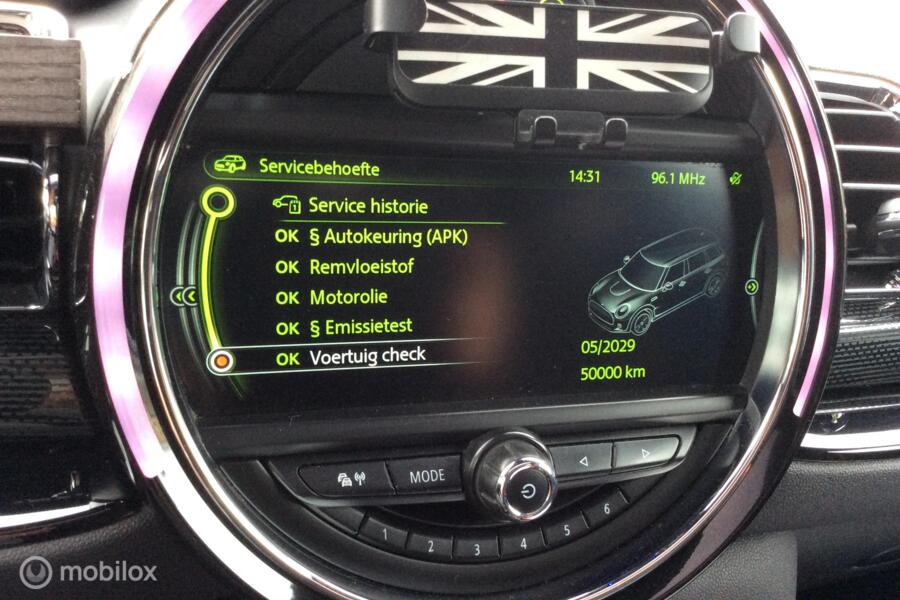 Servicebehoefte
14:31
96.1 MHz
Service historie
OK § Autokeuring (APK)
OK Remvloeistof
OK Motorolie
OK § Emissietest
OK Voertuig check
05/2029
50000 km
MODE
1 2 3 4 5 6
mobilox